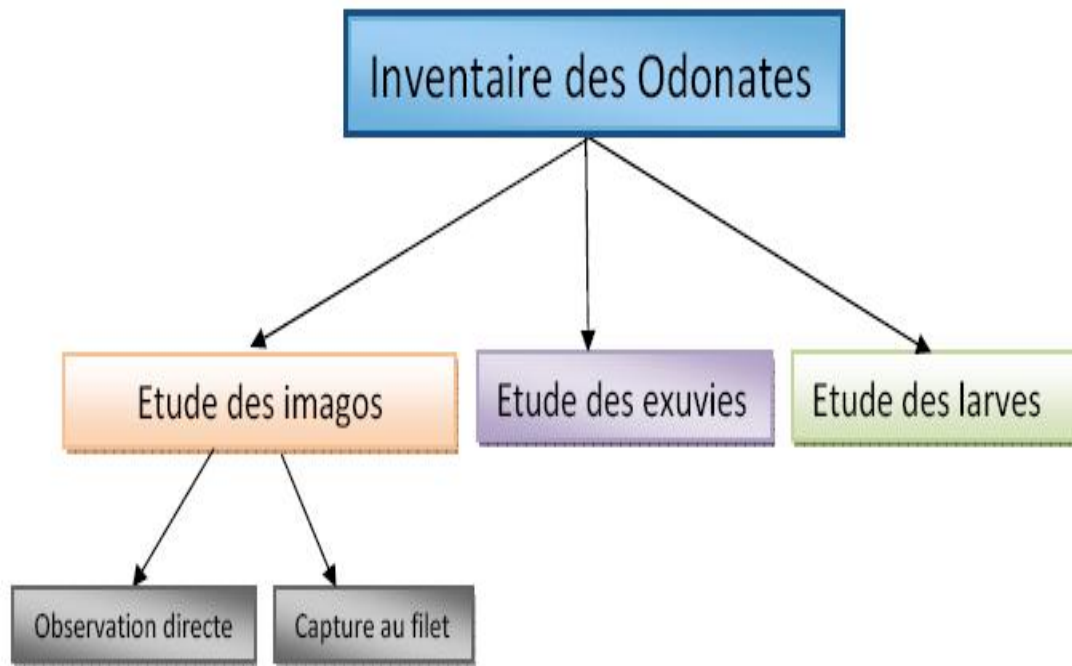 Inventaire des Odonates
Etude des imagos
Etude des exuvies
Etude des larves
Observation directe
Capture au filet